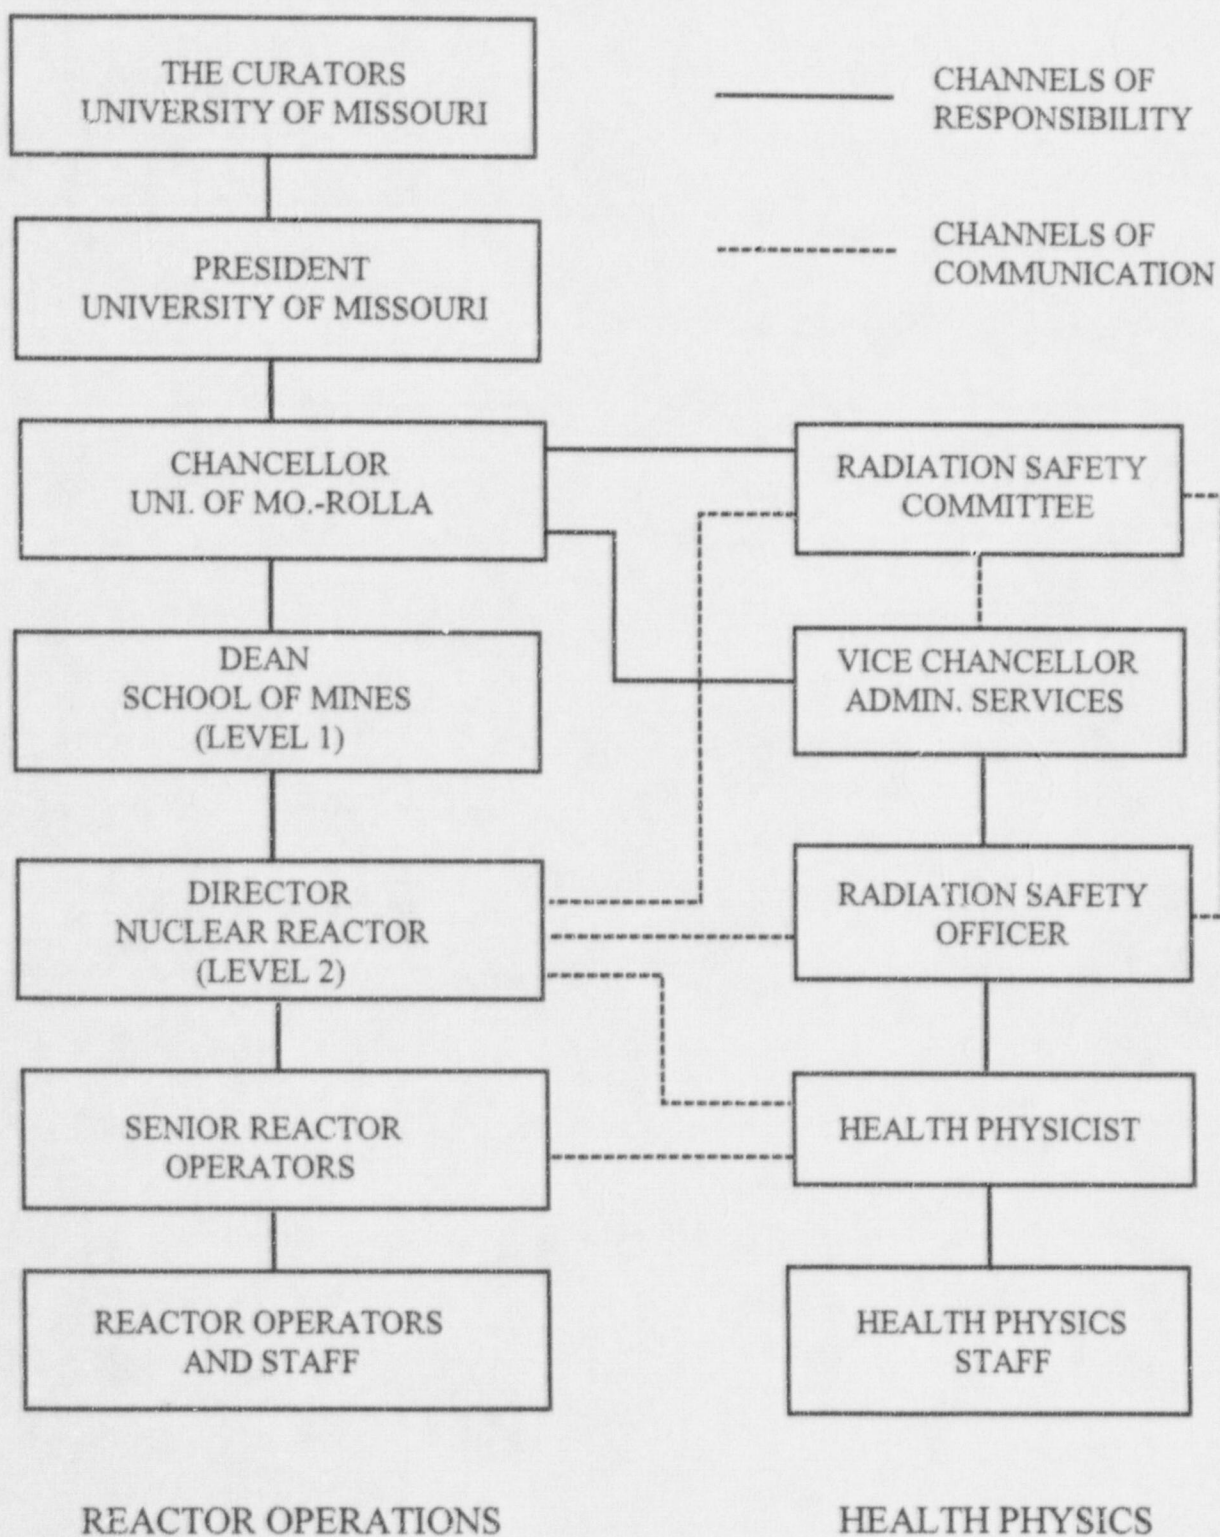 THE CURATORS
UNIVERSITY OF MISSOURI
CHANNELS OF
RESPONSIBILITY
PRESIDENT
UNIVERSITY OF MISSOURI
CHANNELS OF
COMMUNICATION
CHANCELLOR
UNI. OF MO.-ROLLA
RADIATION SAFETY
COMMITTEE
DEAN
SCHOOL OF MINES
(LEVEL 1)
VICE CHANCELLOR
ADMIN. SERVICES
DIRECTOR
NUCLEAR REACTOR
(LEVEL 2)
RADIATION SAFETY
OFFICER
SENIOR REACTOR
OPERATORS
HEALTH PHYSICIST
REACTOR OPERATORS
AND STAFF
HEALTH PHYSICS
STAFF
REACTOR OPERATIONS
HEALTH PHYSICS